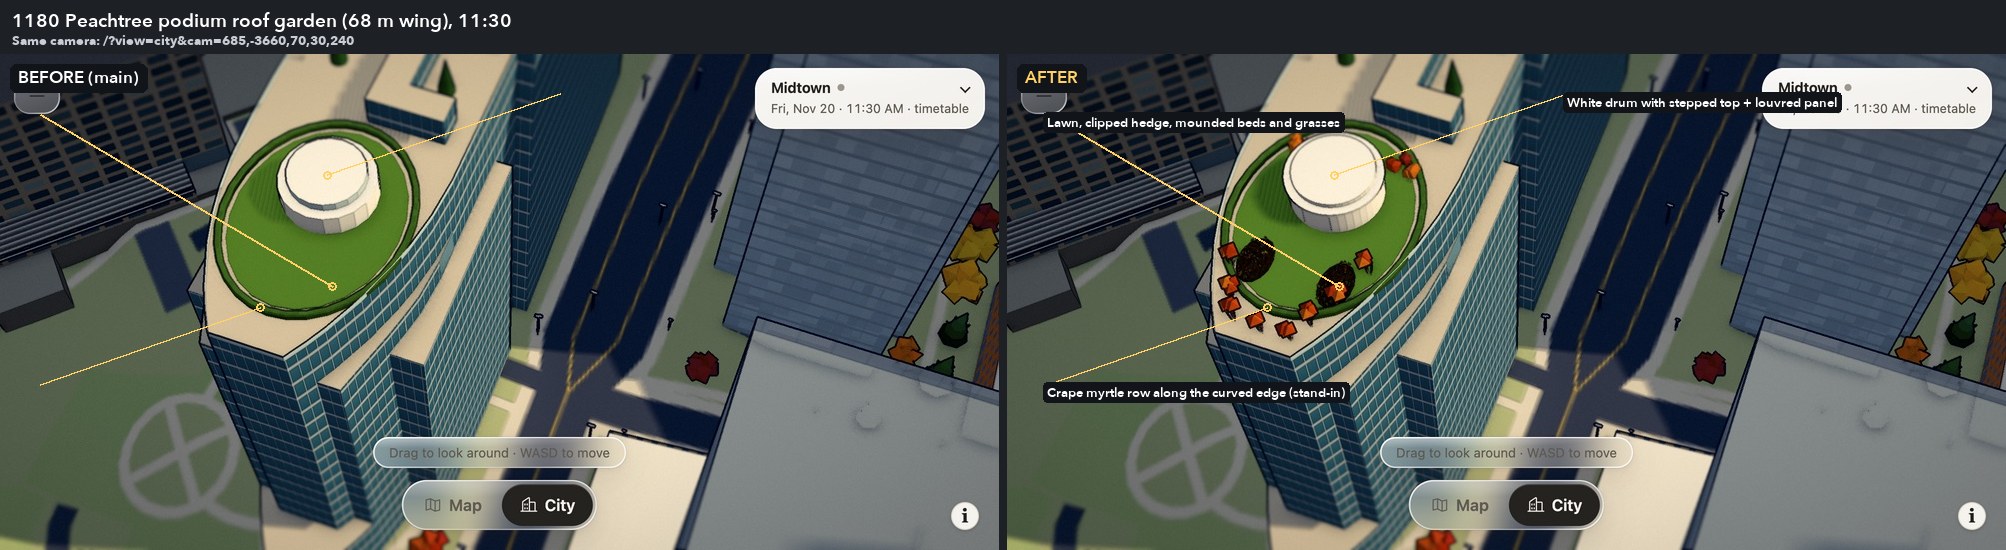 1180 Peachtree podium roof garden (68 m wing), 11:30
Same camera: /?view=city&cam=685,-3660,70,30,240
BEFORE (main)
Midtown
Fri, Nov 20 · 11:30 AM · timetable
Drag to look around · WASD to move
Map
City
i
AFTER
Midtown
White drum with stepped top + louvred panel
· 11:30 AM · timetable
Lawn, clipped hedge, mounded beds and grasses
Crape myrtle row along the curved edge (stand-in)
Drag to look around · WASD to move
Map
City
i